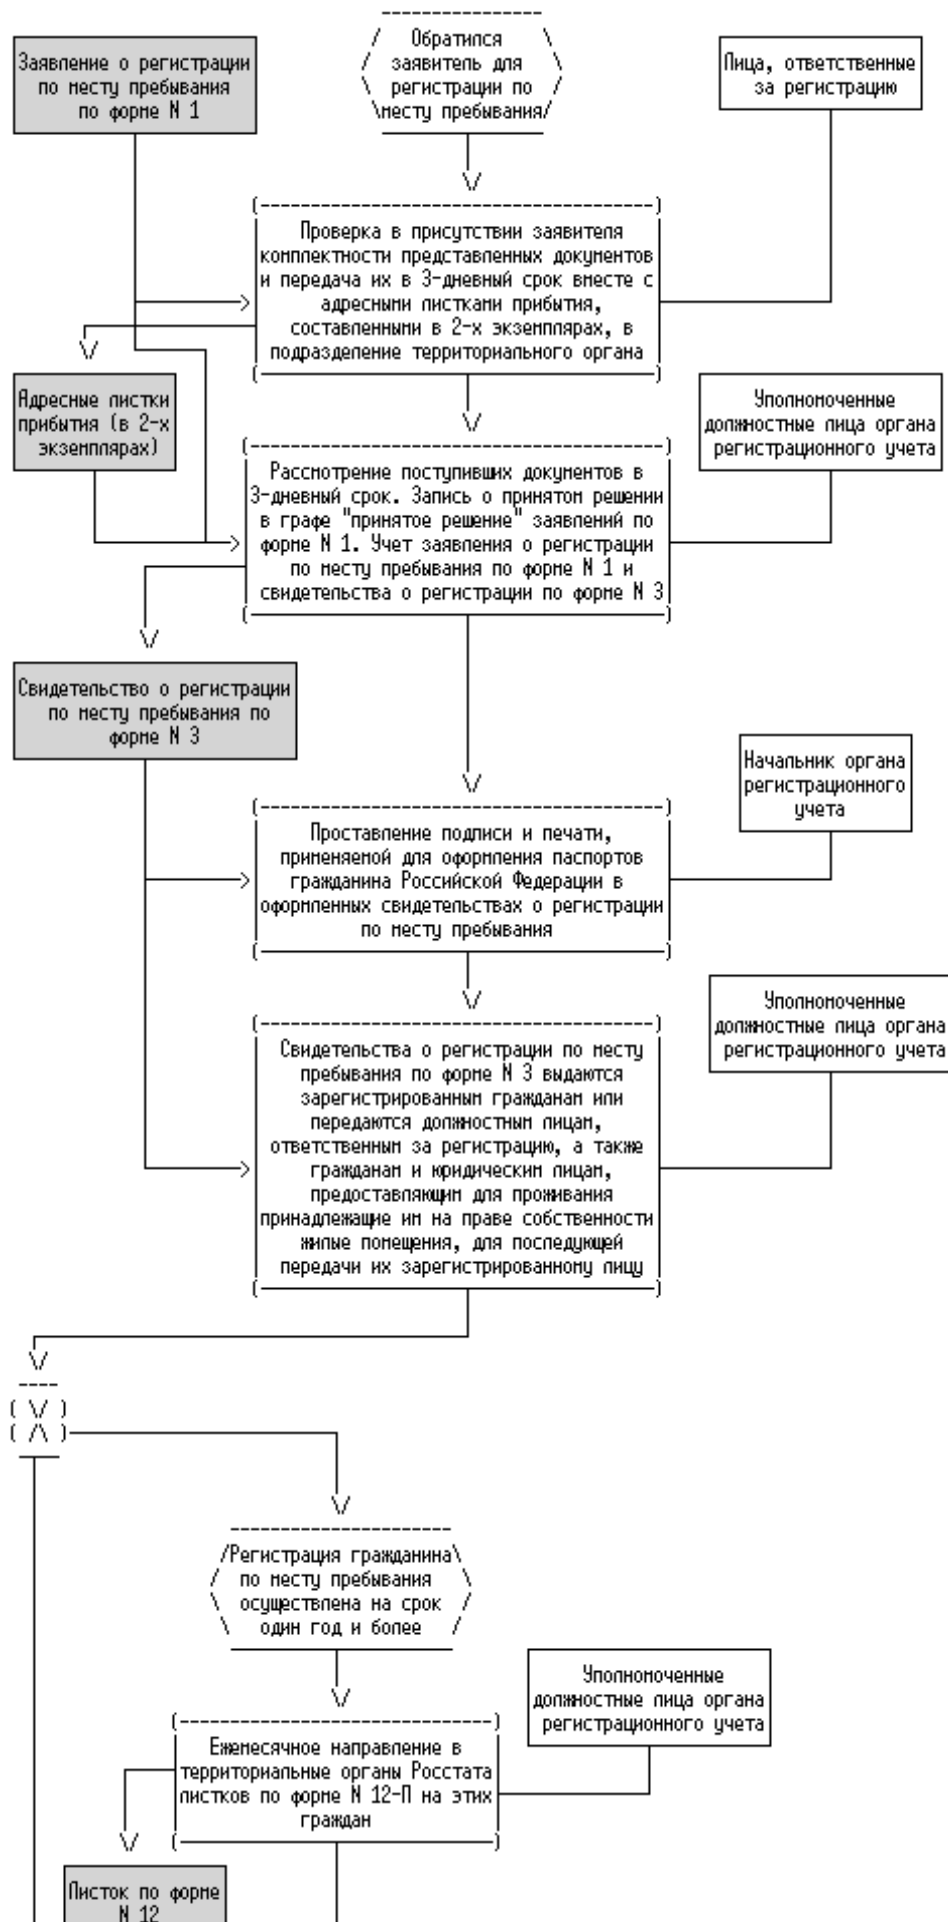 Заявление о регистрации
по месту пребывания
по форме N 1
Обратился
заявитель для
регистрации по
месту пребывания
Лица, ответственные
за регистрацию
Проверка в присутствии заявителя
комплектности представленных документов
и передача их в 3-дневный срок вместе с
адресными листками прибытия,
составленными в 2-х экземплярах, в
подразделение территориального органа
Адресные листки
прибытия (в 2-х
экземплярах)
Уполномоченные
должностные лица органа
регистрационного учета
Рассмотрение поступивших документов в
3-дневный срок. Запись о принятом решении
в графе "принятое решение" заявлений по
форме N 1. Учет заявления о регистрации
по месту пребывания по форме N 1 и
свидетельства о регистрации по форме N 3
Свидетельство о регистрации
по месту пребывания по
форме N 3
Начальник органа
регистрационного
учета
Проставление подписи и печати,
применяемой для оформления паспортов
гражданина Российской Федерации в
оформленных свидетельствах о регистрации
по месту пребывания
Уполномоченные
должностные лица органа
регистрационного учета
Свидетельства о регистрации по месту
пребывания по форме N 3 выдаются
зарегистрированным гражданам или
передаются должностным лицам,
ответственным за регистрацию, а также
гражданам и юридическим лицам,
предоставляющим для проживания
принадлежащие им на праве собственности
жилые помещения, для последующей
передачи их зарегистрированному лицу
Регистрация гражданина
по месту пребывания
осуществлена на срок
один год и более
Уполномоченные
должностные лица органа
регистрационного учета
Ежемесячное направление в
территориальные органы Росстата
листков по форме N 12-П на этих
граждан
Листок по форме
N 12